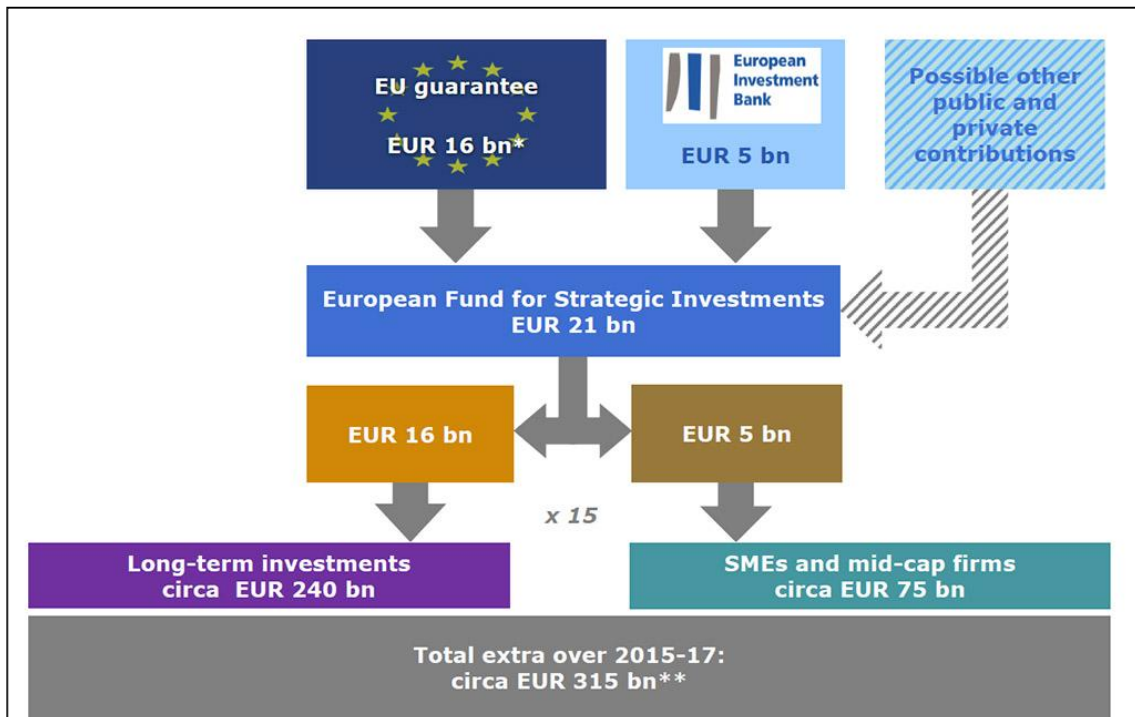 EU guarantee
EUR 16 bn*
European
Investment
Bank
EUR 5 bn
Possible other
public and
private
contributions
European Fund for Strategic Investments
EUR 21 bn
EUR 16 bn
EUR 5 bn
x 15
Long-term investments
circa EUR 240 bn
SMEs and mid-cap firms
circa EUR 75 bn
Total extra over 2015-17:
circa EUR 315 bn**